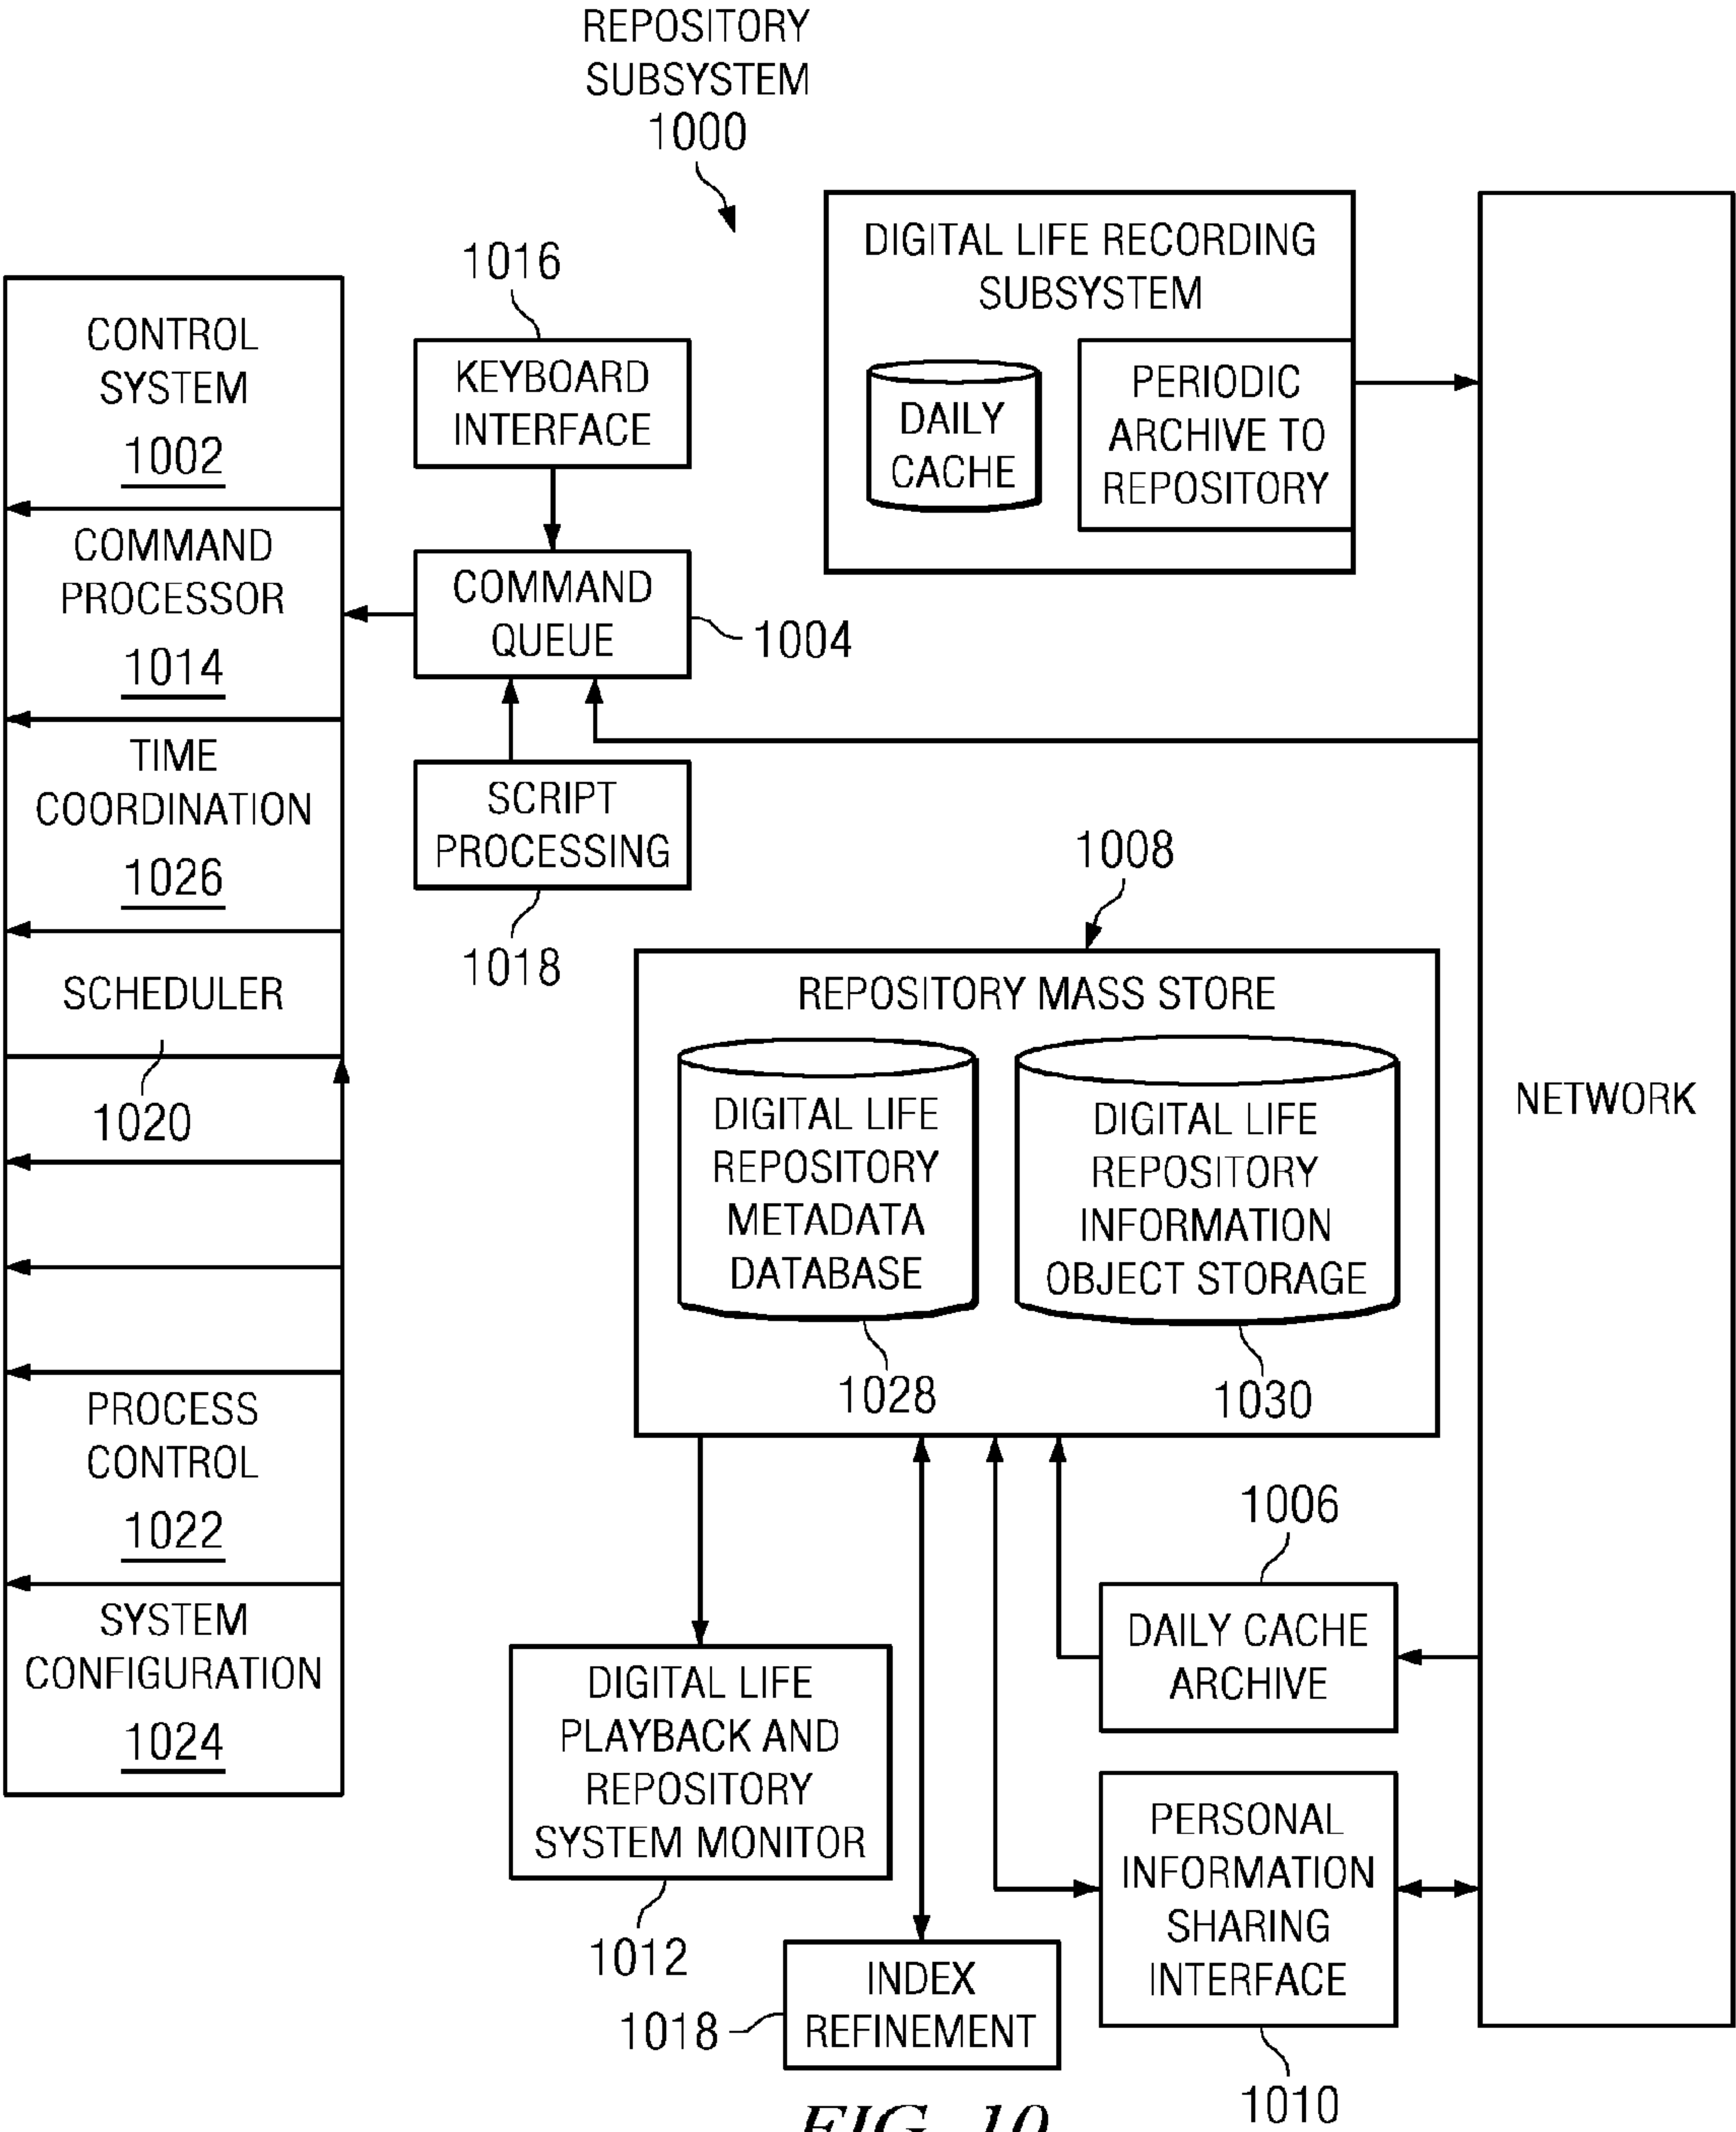 REPOSITORY
SUBSYSTEM
1000
CONTROL
SYSTEM
1002
COMMAND
PROCESSOR
1014
TIME
COORDINATION
1026
SCHEDULER
1020
PROCESS
CONTROL
1022
SYSTEM
CONFIGURATION
1024
1016
KEYBOARD
INTERFACE
COMMAND
QUEUE
1004
SCRIPT
PROCESSING
1018
DIGITAL LIFE RECORDING
SUBSYSTEM
DAILY
CACHE
PERIODIC
ARCHIVE TO
REPOSITORY
NETWORK
1008
REPOSITORY MASS STORE
DIGITAL LIFE
REPOSITORY
METADATA
DATABASE
1028
DIGITAL LIFE
REPOSITORY
INFORMATION
OBJECT STORAGE
1030
1006
DAILY CACHE
ARCHIVE
DIGITAL LIFE
PLAYBACK AND
REPOSITORY
SYSTEM MONITOR
1012
INDEX
REFINEMENT
1018
PERSONAL
INFORMATION
SHARING
INTERFACE
1010
FIG. 10